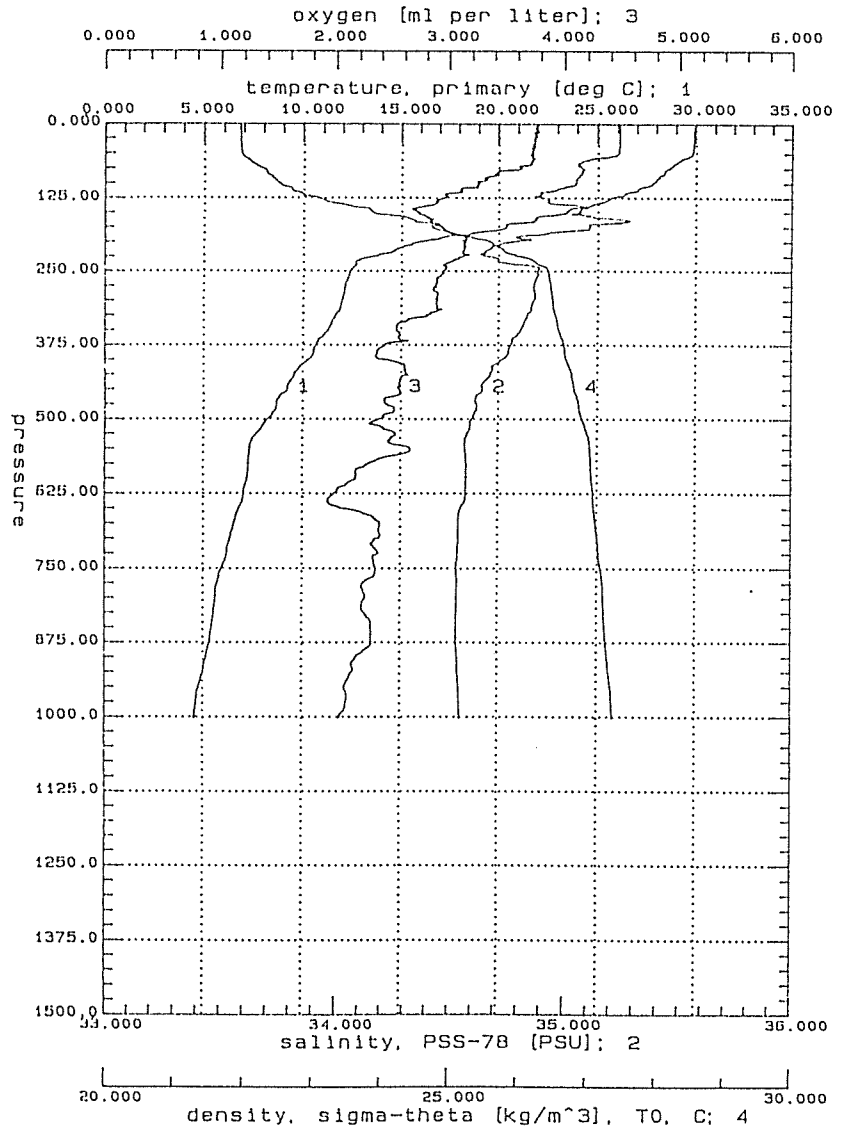 oxygen [ml per liter]; 3
0.000 1.000 2.000 3.000 4.000 5.000 6.000
temperature, primary [deg C]; 1
0.000 5.000 10.000 15.000 20.000 25.000 30.000 35.000
0.000
125.00
250.00
375.00
1 3 2 4
500.00
pressure
625.00
750.00
875.00
1000.0
1125.0
1250.0
1375.0
1500.0
33.000 34.000 35.000 36.000
salinity, PSS-78 [PSU]; 2
20.000 25.000 30.000
density, sigma-theta [kg/m^3], T0, C; 4